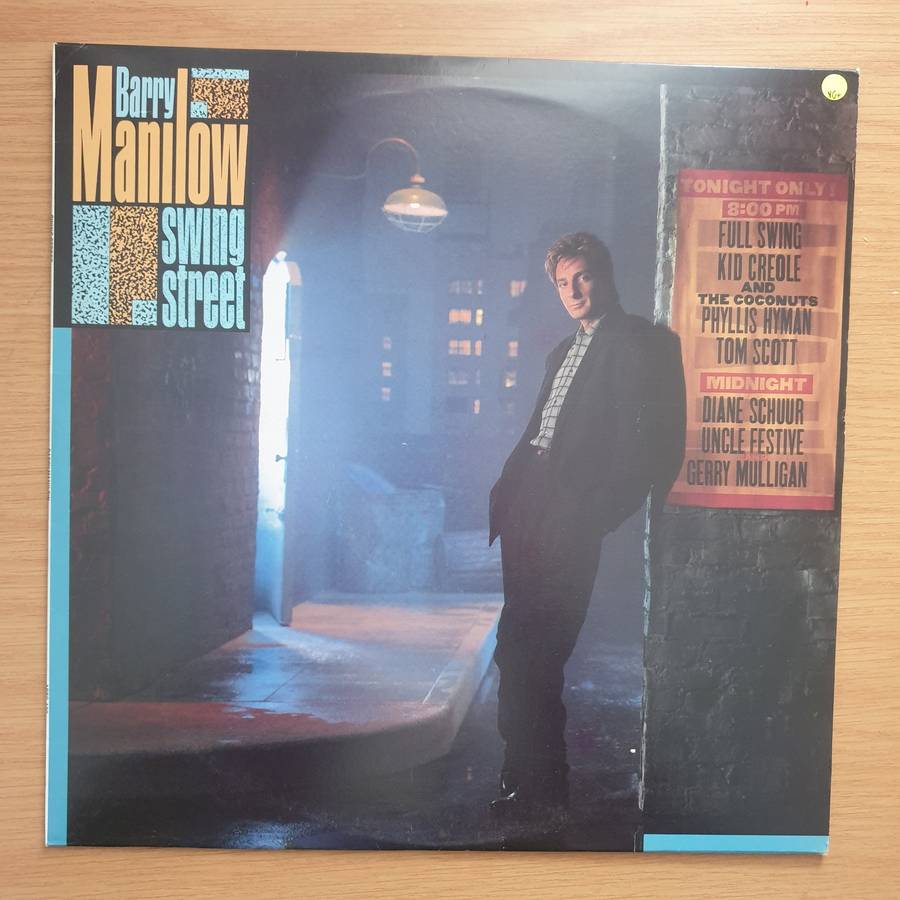 Barry
Manilow
swing
street
VG+
TONIGHT ONLY!
8:00 PM
FULL SWING
KID CREOLE
AND
THE COCONUTS
PHYLLIS HYMAN
TOM SCOTT
MIDNIGHT
DIANE SCHUUR
UNCLE FESTIVE
GERRY MULLIGAN